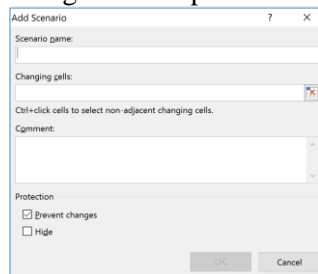 Add Scenario ? ×
Scenario name:
Changing cells:
Ctrl+click cells to select non-adjacent changing cells.
Comment:
Protection
Prevent changes
Hide
OK Cancel